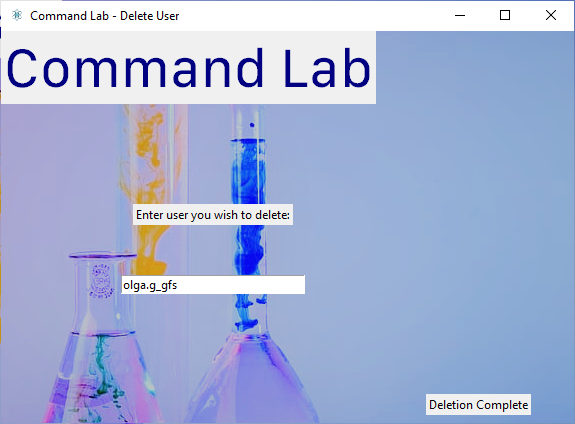 Command Lab - Delete User
Command Lab
Enter user you wish to delete:
olga.g_gfs
Deletion Complete